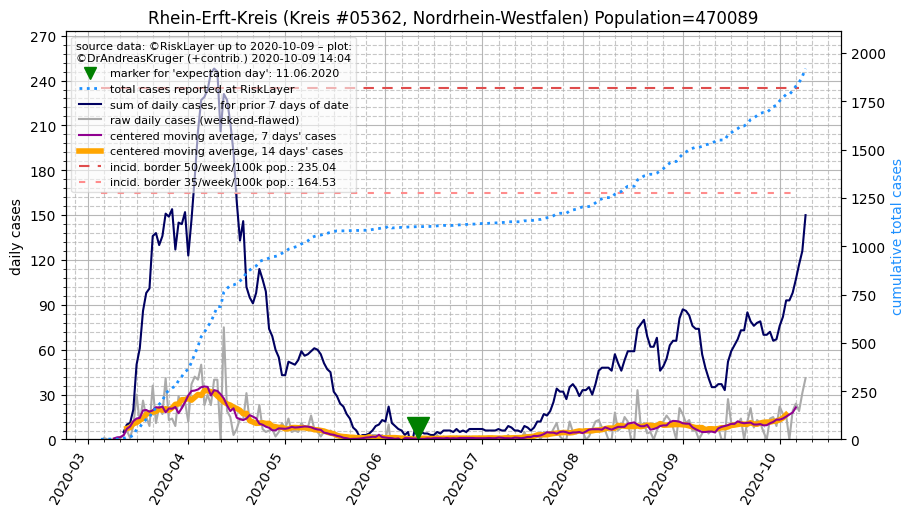 Rhein-Erft-Kreis (Kreis #05362, Nordrhein-Westfalen) Population=470089
source data: ©RiskLayer up to 2020-10-09 – plot:
©DrAndreasKruger (+contrib.) 2020-10-09 14:04
marker for 'expectation day': 11.06.2020
total cases reported at RiskLayer
sum of daily cases, for prior 7 days of date
raw daily cases (weekend-flawed)
centered moving average, 7 days' cases
centered moving average, 14 days' cases
incid. border 50/week/100k pop.: 235.04
incid. border 35/week/100k pop.: 164.53
daily cases
270
240
210
180
150
120
90
60
30
0
2000
1750
1500
1250
1000
750
500
250
0
cumulative total cases
2020-03
2020-04
2020-05
2020-06
2020-07
2020-08
2020-09
2020-10